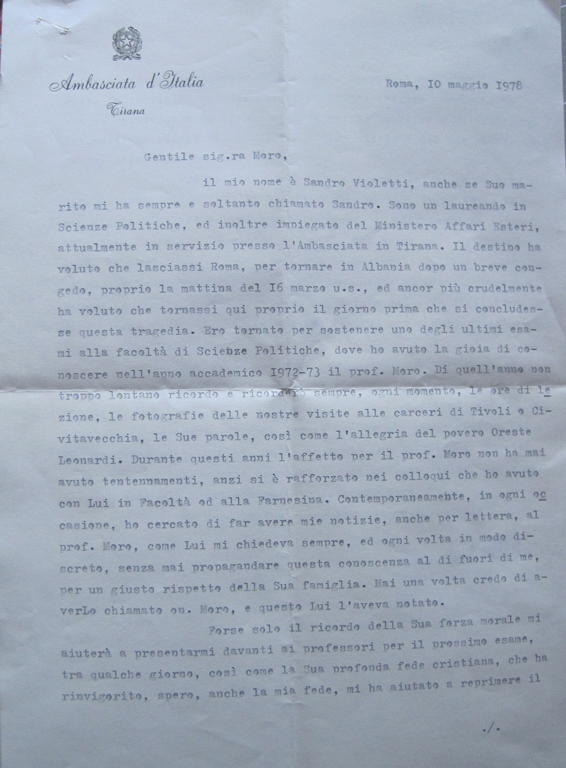 Ambasciata d'Italia
Tirana
Roma, IO maggio I978
Gentile sig.ra Moro,
il mio nome è Sandro Violetti, anche se Suo ma-
rito mi ha sempre e soltanto chiamato Sandro. Sono un laureando in
Scienze Politiche, ed inoltre impiegato del Ministero Affari Esteri,
attualmente in servizio presso l'Ambasciata in Tirana. Il destino ha
voluto che lasciassi Roma, per tornare in Albania dopo un breve con-
gedo, proprio la mattina del I6 marzo u.s., ed ancor più crudelmente
ha voluto che tornassi qui proprio il giorno prima che si concludes-
se questa tragedia. Ero tornato per sostenere uno degli ultimi esa-
mi alla facoltà di Scienze Politiche, dove ho avuto la gioia di co-
noscere nell'anno accademico I972-73 il prof. Moro. Di quell'anno non
troppo lontano ricordo e ricorderò sempre, ogni momento, le ore di le
zione, le fotografie delle nostre visite alle carceri di Tivoli o Ci-
vitavecchia, le Sue parole, così come l'allegria del povero Oreste
Leonardi. Durante questi anni l'affetto per il prof. Moro non ha mai
avuto tentennamenti, anzi si è rafforzato nei colloqui che ho avuto
con Lui in Facoltà od alla Farnesina. Contemporaneamente, in ogni oc
casione, ho cercato di far avere mie notizie, anche per lettera, al
prof. Moro, come Lui mi chiedeva sempre, ed ogni volta in modo di-
screto, senza mai propagandare questa conoscenza al di fuori di me,
per un giusto rispetto della Sua famiglia. Mai una volta credo di a-
verLo chiamato on. Moro, e questo Lui l'aveva notato.
Forse solo il ricordo della Sua forza morale mi
aiuterà a presentarmi davanti ai professori per il prossimo esame,
tra qualche giorno, così come la Sua profonda fede cristiana, che ha
rinvigorito, spero, anche la mia fede, mi ha aiutato a reprimere il
./.